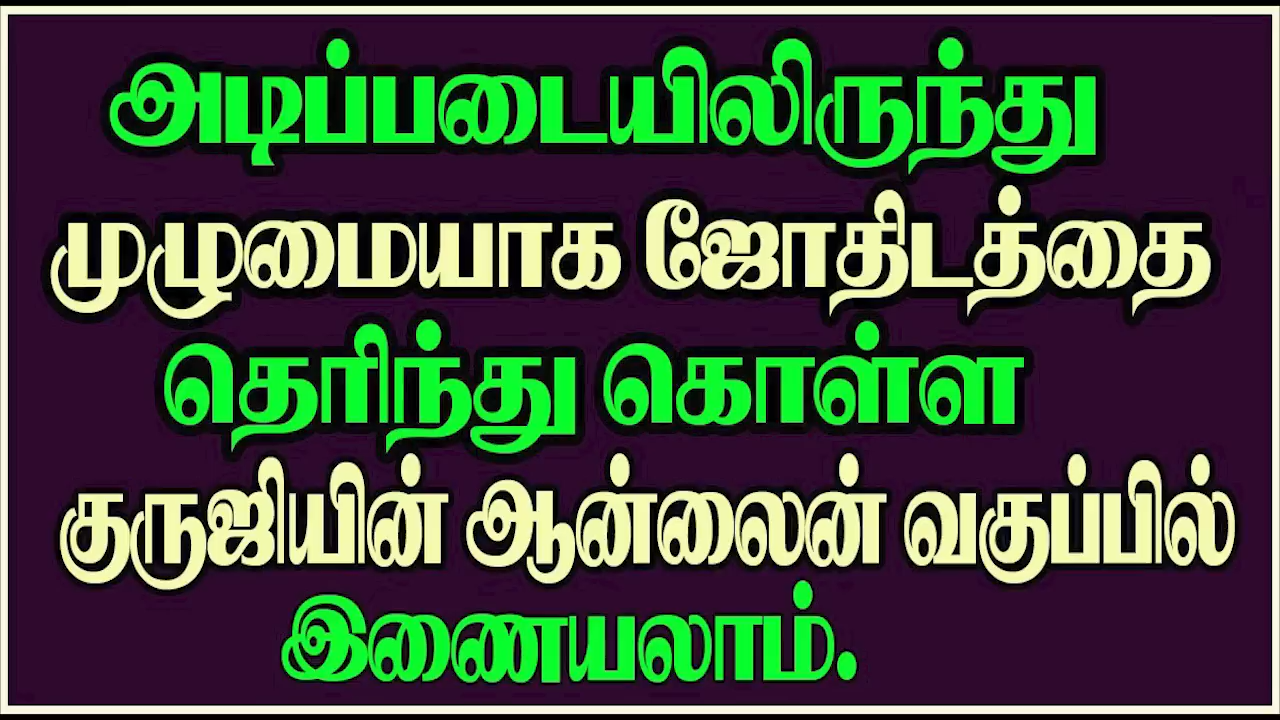 அடிப்படையிலிருந்து
முழுமையாக ஜோதிடத்தை
தெரிந்து கொள்ள
குருஜியின் ஆன்லைன் வகுப்பில்
இணையலாம்.